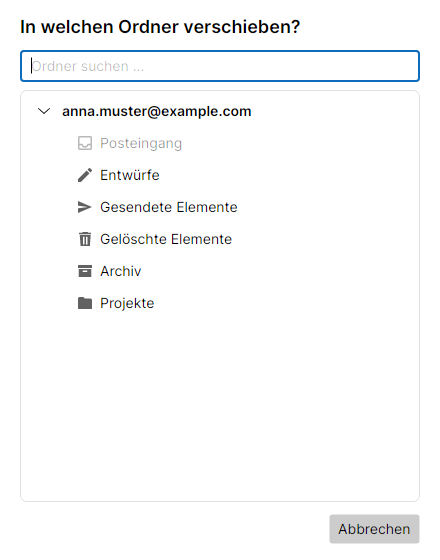 In welchen Ordner verschieben?
Ordner suchen ...
anna.muster@example.com
Posteingang
Entwürfe
Gesendete Elemente
Gelöschte Elemente
Archiv
Projekte
Abbrechen